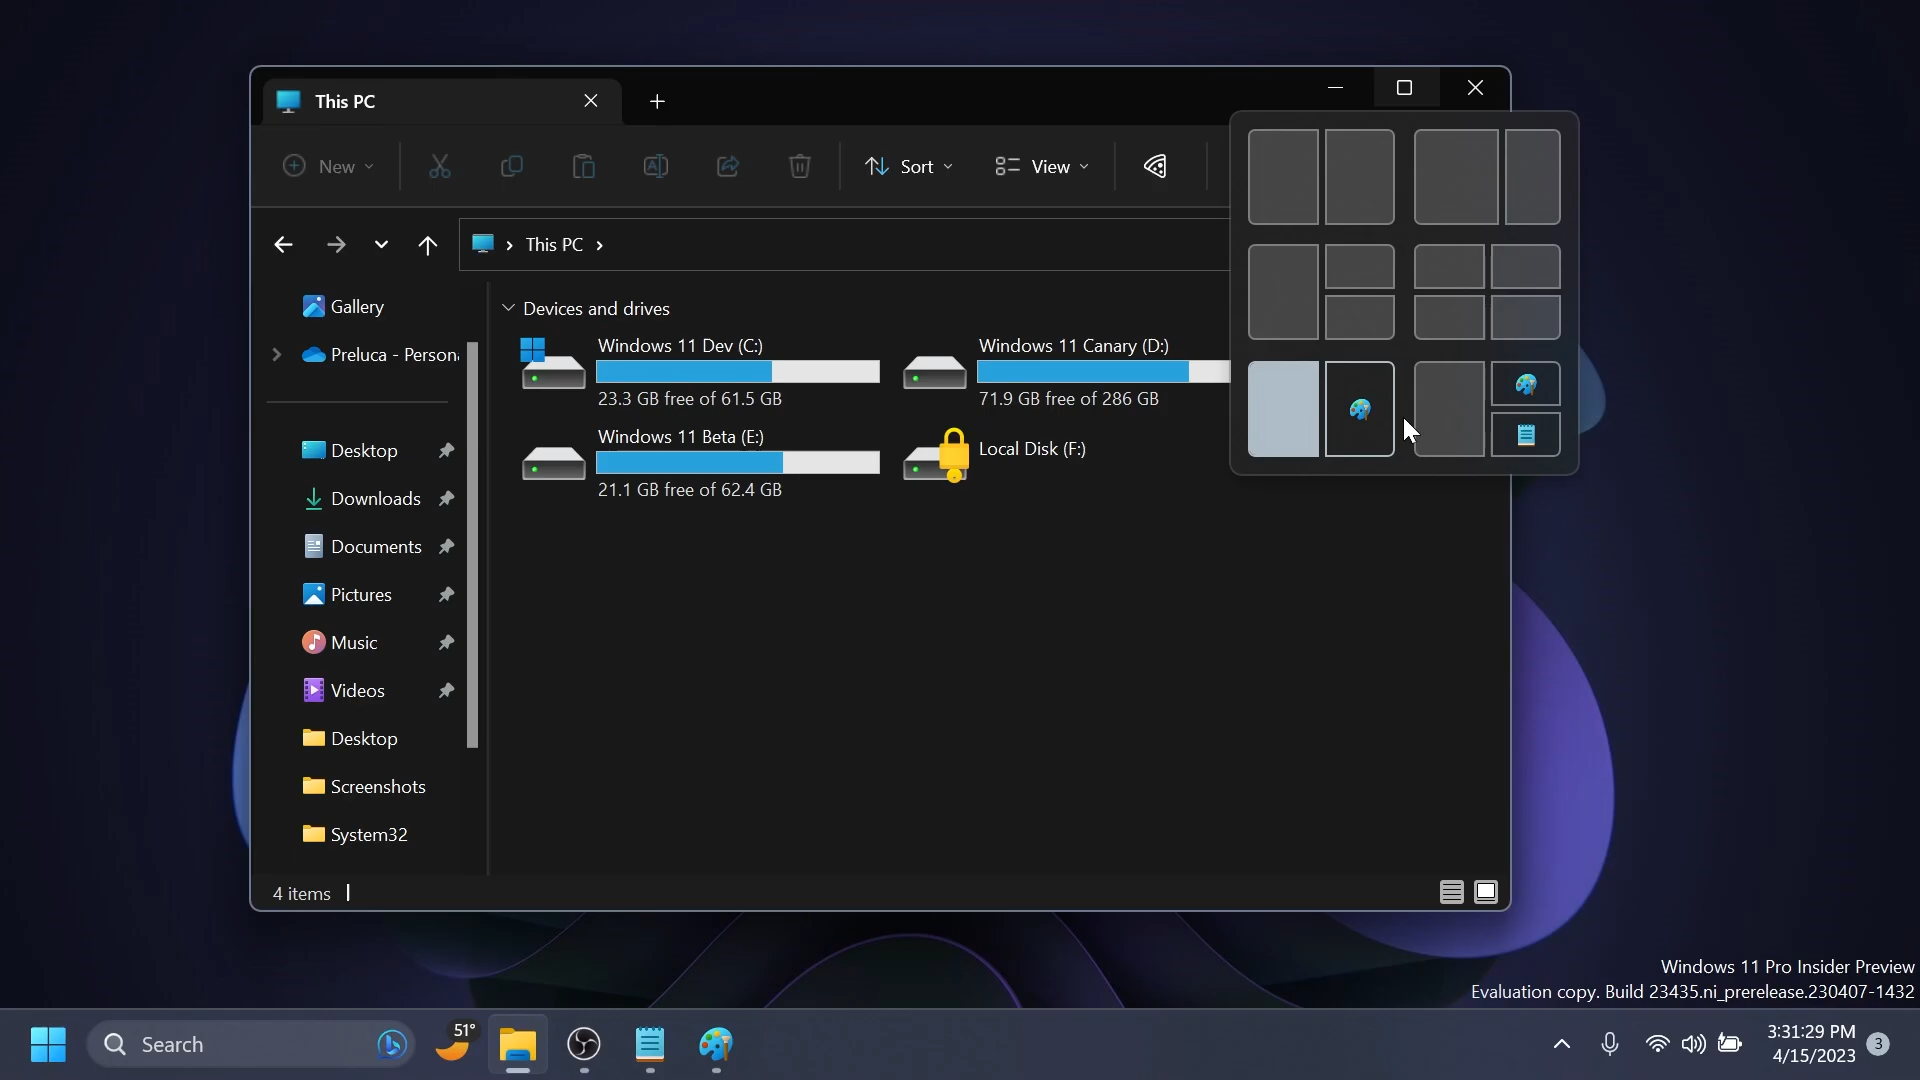 This PC
New
Sort
View
This PC
Gallery
Preluca - Person
Desktop
Downloads
Documents
Pictures
Music
Videos
Desktop
Screenshots
System32
Devices and drives
Windows 11 Dev (C:)
23.3 GB free of 61.5 GB
Windows 11 Canary (D:)
71.9 GB free of 286 GB
Windows 11 Beta (E:)
21.1 GB free of 62.4 GB
Local Disk (F:)
4 items
Windows 11 Pro Insider Preview
Evaluation copy. Build 23435.ni_prerelease.230407-1432
Search
51°
3:31:29 PM
4/15/2023
3